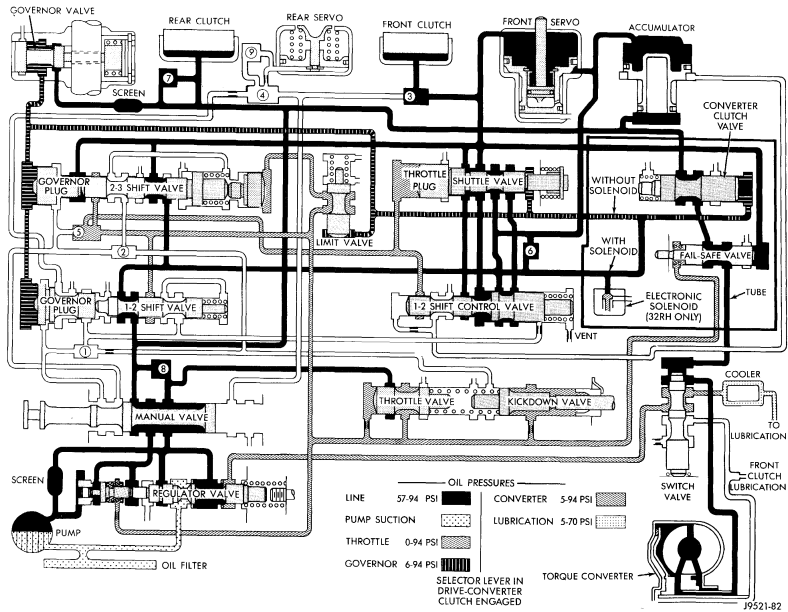 GOVERNOR VALVE
REAR CLUTCH
REAR SERVO
FRONT CLUTCH
FRONT SERVO
ACCUMULATOR
9
7
4
3
SCREEN
CONVERTER
CLUTCH
VALVE
GOVERNOR
PLUG
2-3 SHIFT VALVE
THROTTLE
PLUG
SHUTTLE VALVE
WITHOUT
SOLENOID
5
2
LIMIT VALVE
6
WITH
SOLENOID
FAIL-SAFE VALVE
GOVERNOR
PLUG
1-2 SHIFT VALVE
1-2 SHIFT CONTROL
VALVE
ELECTRONIC
SOLENOID
(32RH ONLY)
TUBE
VENT
1
8
MANUAL VALVE
THROTTLE VALVE
KICKDOWN VALVE
COOLER
TO
LUBRICATION
SCREEN
REGULATOR VALVE
PUMP
OIL FILTER
SWITCH
VALVE
FRONT
CLUTCH
LUBRICATION
OIL PRESSURES
LINE 57-94 PSI
PUMP SUCTION
THROTTLE 0-94 PSI
GOVERNOR 6-94 PSI
CONVERTER 5-94 PSI
LUBRICATION 5-70 PSI
SELECTOR LEVER IN
DRIVE-CONVERTER
CLUTCH ENGAGED
TORQUE CONVERTER
J9521-82